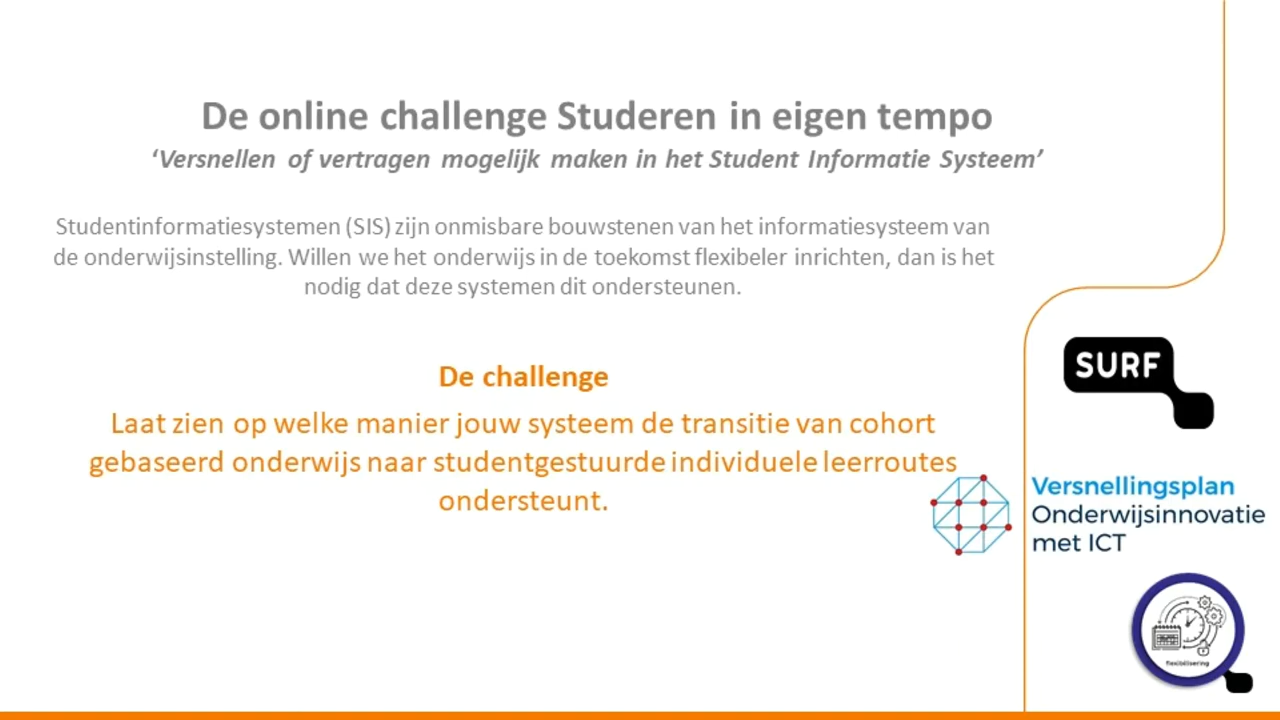 De online challenge Studeren in eigen tempo
‘Versnellen of vertragen mogelijk maken in het Student Informatie Systeem’
Studentinformatiesystemen (SIS) zijn onmisbare bouwstenen van het informatiesysteem van
de onderwijsinstelling. Willen we het onderwijs in de toekomst flexibeler inrichten, dan is het
nodig dat deze systemen dit ondersteunen.
De challenge
Laat zien op welke manier jouw systeem de transitie van cohort
gebaseerd onderwijs naar studentgestuurde individuele leerroutes
ondersteunt.
SURF
Versnellingsplan
Onderwijsinnovatie
met ICT
flexibilisering